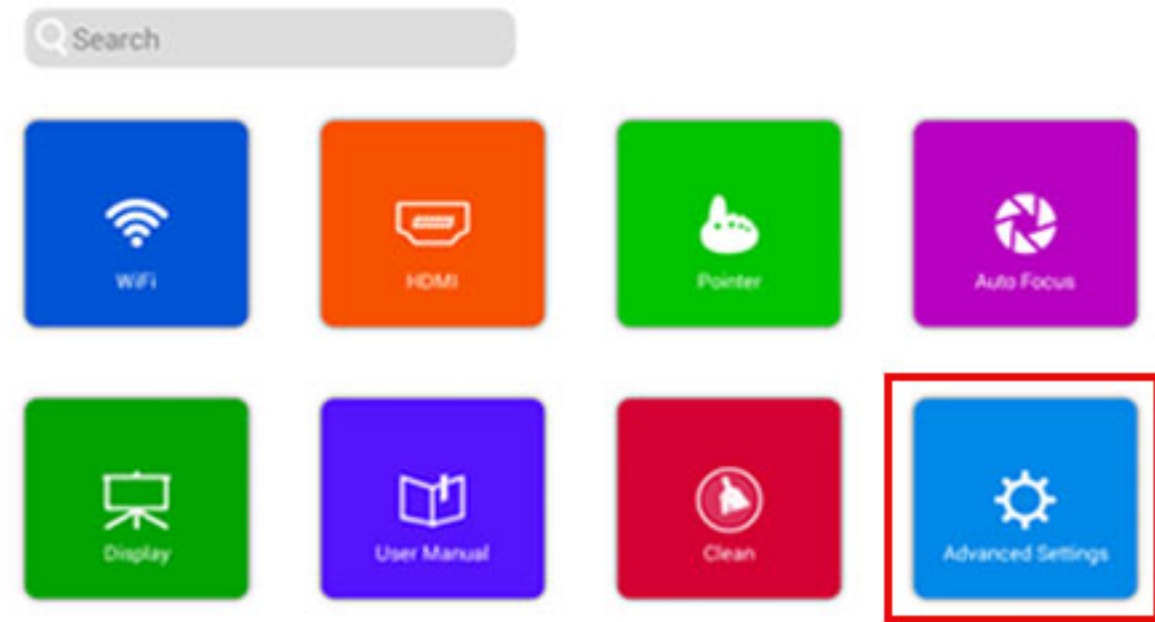 Search
WiFi
HDMI
Pointer
Auto Focus
Display
User Manual
Clean
Advanced Settings